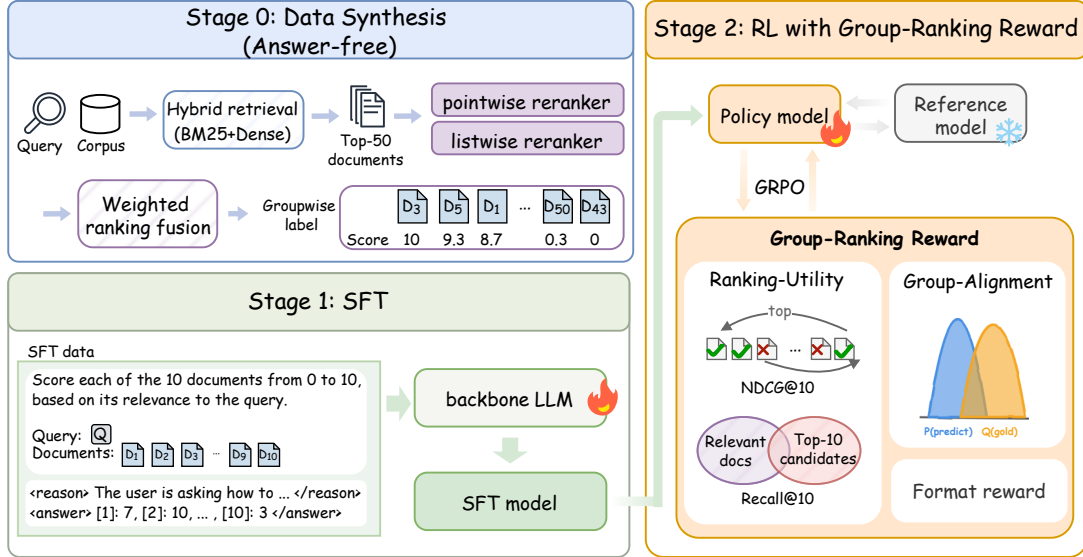 Stage 0: Data Synthesis
(Answer-free)
Query
Corpus
Hybrid retrieval
(BM25+Dense)
Top-50
documents
pointwise reranker
listwise reranker
Weighted
ranking fusion
Groupwise
label
D3 D5 D1 ... D50 D43
Score 10 9.3 8.7 0.3 0
Stage 1: SFT
SFT data
Score each of the 10 documents from 0 to 10,
based on its relevance to the query.
Query: Q
Documents: D1 D2 D3 ... D9 D10
<reason> The user is asking how to ... </reason>
<answer> [1]: 7, [2]: 10, ... , [10]: 3 </answer>
backbone LLM
SFT model
Stage 2: RL with Group-Ranking Reward
Policy model
Reference
model
GRPO
Group-Ranking Reward
Ranking-Utility
top
...
NDCG@10
Relevant
docs
Top-10
candidates
Recall@10
Group-Alignment
P(predict) Q(gold)
Format reward